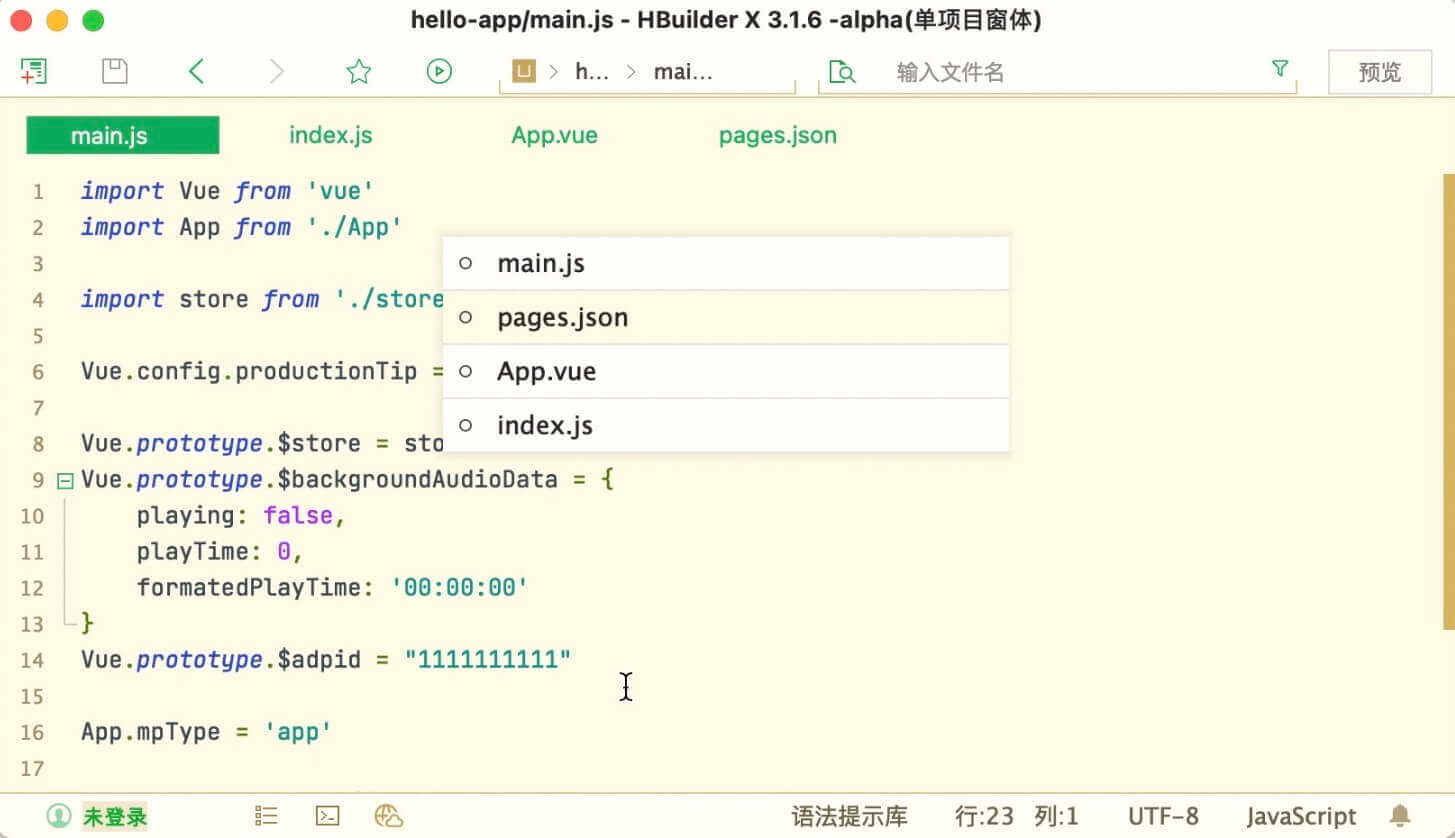 hello-app/main.js - HBuilder X 3.1.6 -alpha(单项目窗体)
h... mai... 输入文件名 预览
main.js index.js App.vue pages.json
1 import Vue from 'vue'
2 import App from './App'
3
4 import store from './store
5
6 Vue.config.productionTip =
7
8 Vue.prototype.$store = sto
9 Vue.prototype.$backgroundAudioData = {
10 playing: false,
11 playTime: 0,
12 formatedPlayTime: '00:00:00'
13 }
14 Vue.prototype.$adpid = "1111111111"
15
16 App.mpType = 'app'
17
main.js
pages.json
App.vue
index.js
未登录 语法提示库 行:23 列:1 UTF-8 JavaScript